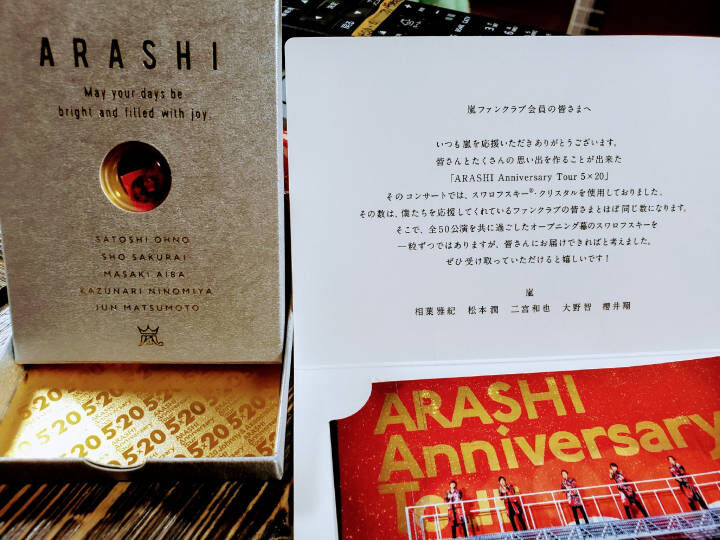 ARASHI
May your days be
bright and filled with joy.
SATOSHI OHNO
SHO SAKURAI
MASAKI AIBA
KAZUNARI NINOMIYA
JUN MATSUMOTO
嵐
5×20
ARASHI
Anniversary
嵐ファンクラブ会員の皆さまへ
いつも嵐を応援いただきありがとうございます。
皆さんとたくさんの思い出を作ることが出来た
「ARASHI Anniversary Tour 5×20」
そのコンサートでは、スワロフスキー®・クリスタルを使用しておりました。
その数は、僕たちを応援してくれているファンクラブの皆さまとほぼ同じ数になります。
そこで、全50公演を共に過ごしたオープニング幕のスワロフスキーを
一粒ずつではありますが、皆さんにお届けできればと考えました。
ぜひ受け取っていただけると嬉しいです！
嵐
相葉雅紀 松本潤 二宮和也 大野智 櫻井翔
ARASHI
Anniversary
Tour